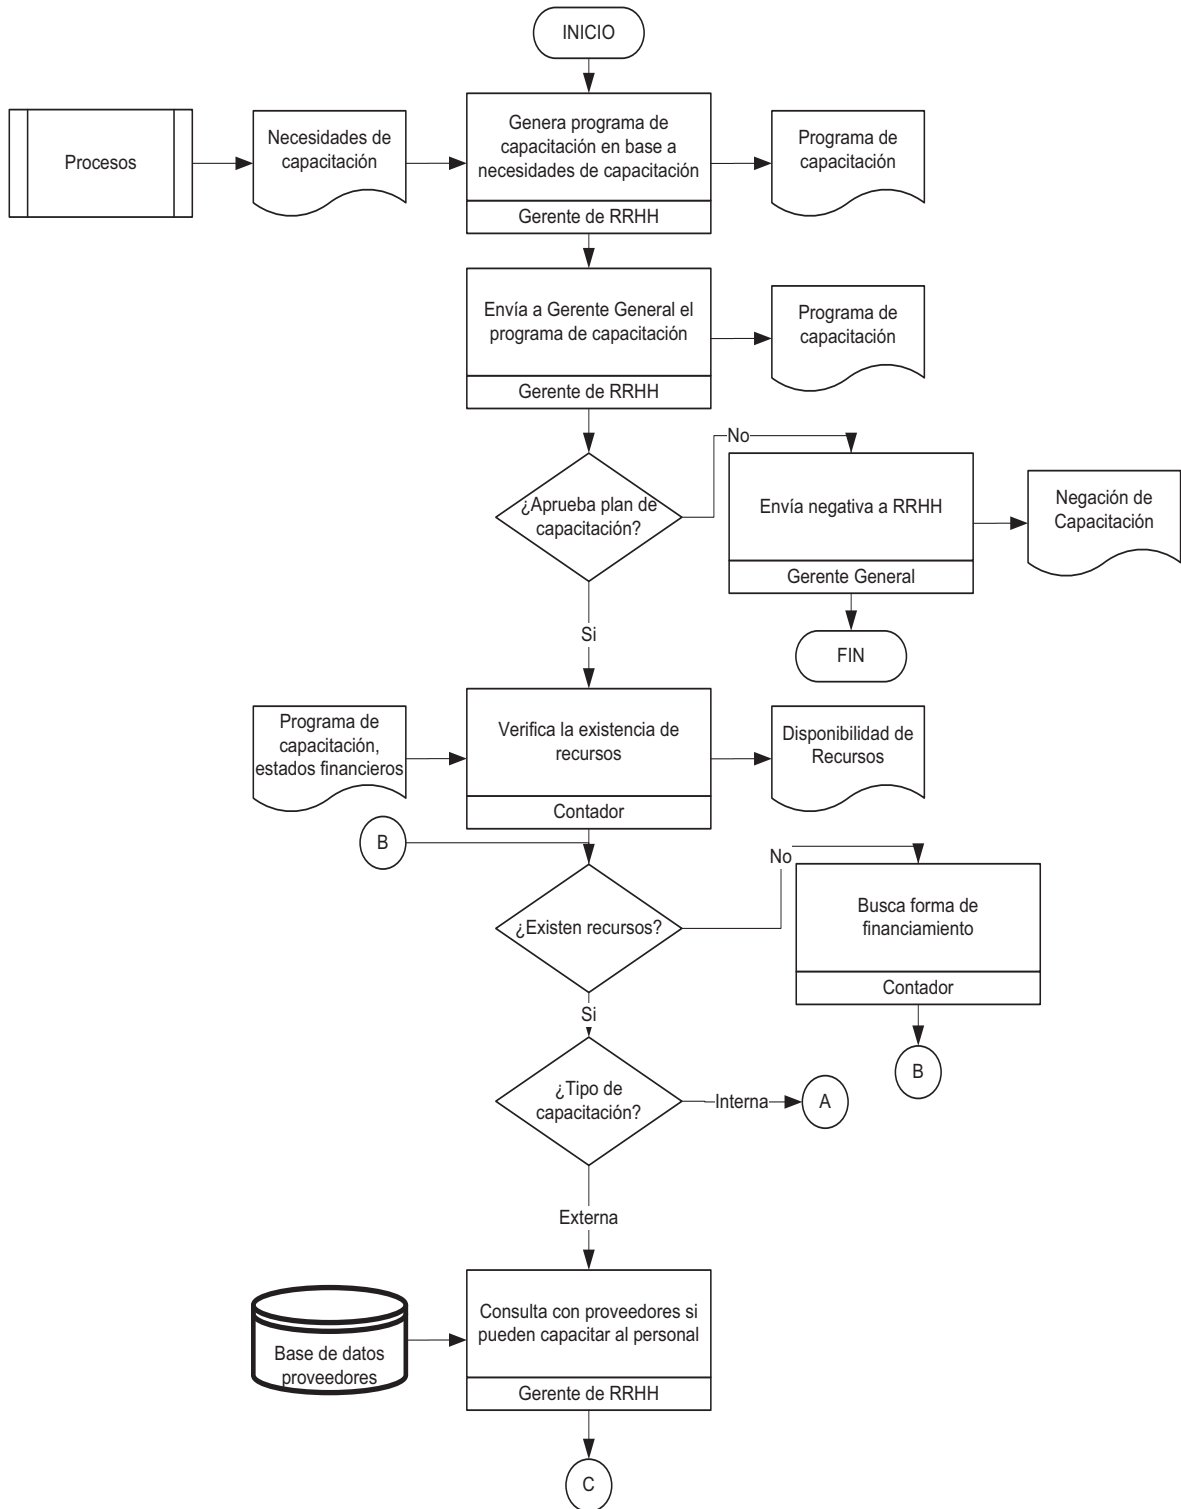 INICIO
Procesos
Necesidades de
capacitación
Genera programa de
capacitación en base a
necesidades de capacitación
Gerente de RRHH
Programa de
capacitación
Envía a Gerente General el
programa de capacitación
Gerente de RRHH
Programa de
capacitación
¿Aprueba plan de
capacitación?
No
Envía negativa a RRHH
Gerente General
Negación de
Capacitación
FIN
Si
Programa de
capacitación,
estados financieros
Verifica la existencia de
recursos
Contador
Disponibilidad de
Recursos
B
¿Existen recursos?
No
Busca forma de
financiamiento
Contador
B
Si
¿Tipo de
capacitación?
Interna
A
Externa
Base de datos
proveedores
Consulta con proveedores si
pueden capacitar al personal
Gerente de RRHH
C